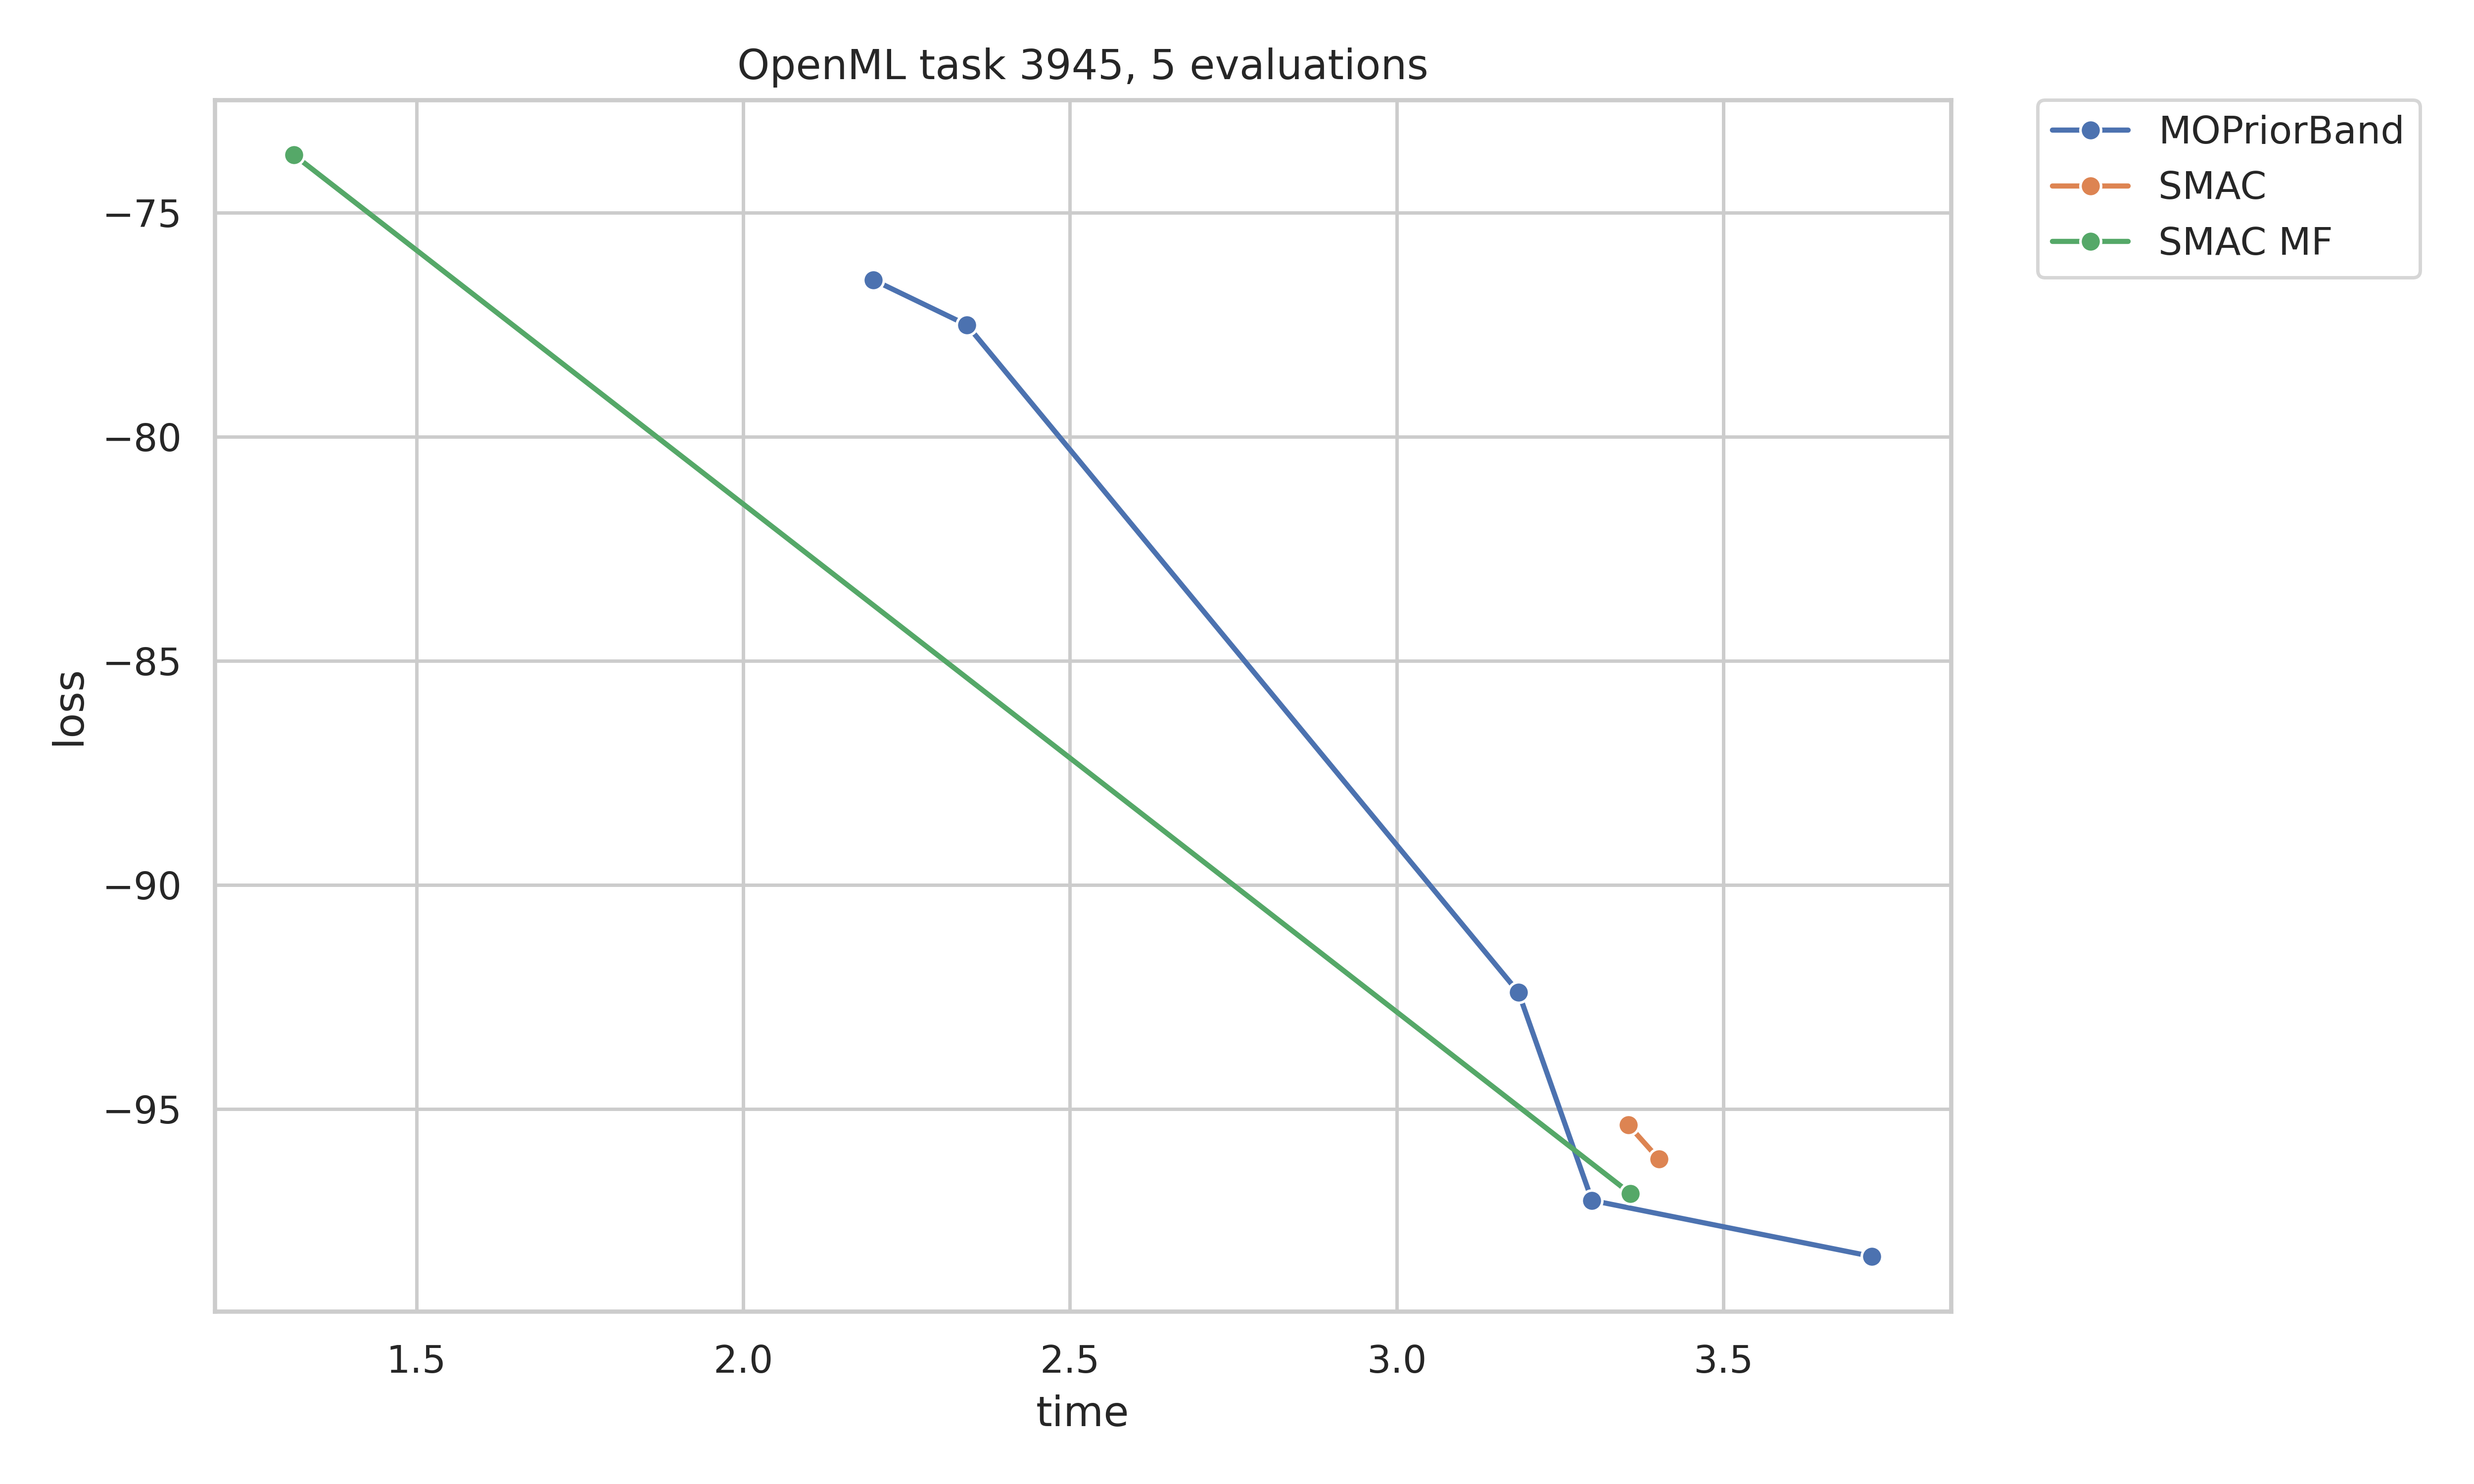 OpenML task 3945, 5 evaluations
MOPriorBand
SMAC
SMAC MF
−75
−80
−85
−90
−95
loss
1.5 2.0 2.5 3.0 3.5
time